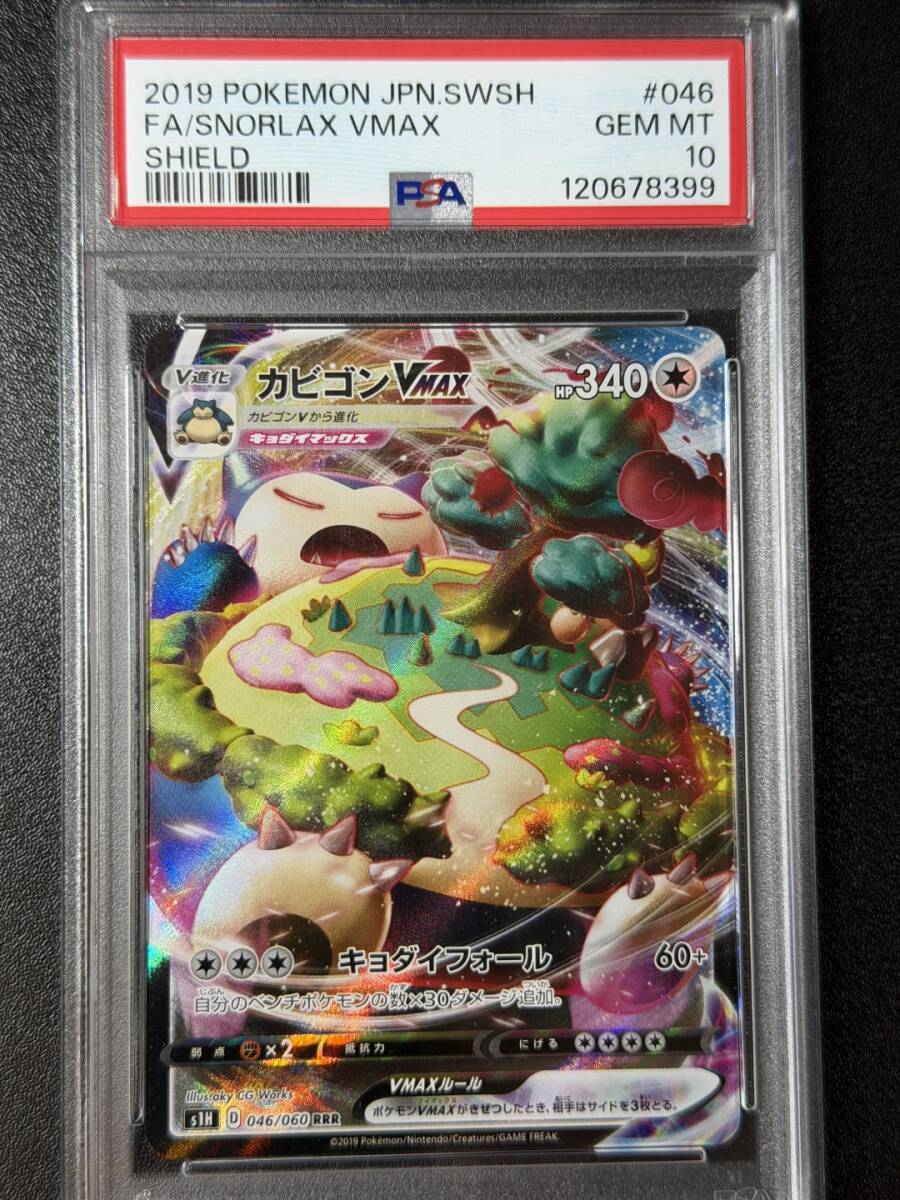 2019 POKEMON JPN.SWSH #046
FA/SNORLAX VMAX GEM MT
SHIELD 10
PSA 120678399
V進化 カビゴンVMAX HP340
カビゴンVから進化
キョダイマックス
キョダイフォール 60+
自分のベンチポケモンの数×30ダメージ追加。
弱点 ×2 抵抗力 にげる
VMAXルール
ポケモンVMAXがきぜつしたとき、相手はサイドを3枚とる。
Illus. aky CG Works
s1H D 046/060 RRR
©2019 Pokémon/Nintendo/Creatures/GAME FREAK.